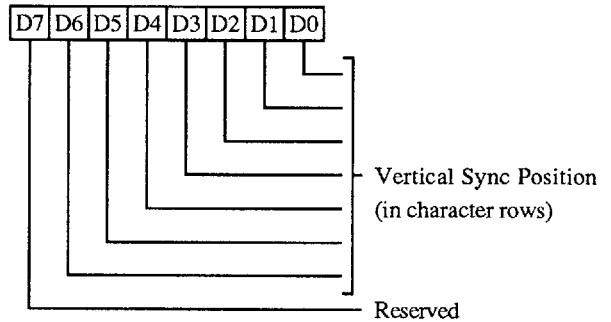 D7 D6 D5 D4 D3 D2 D1 D0
Vertical Sync Position
(in character rows)
Reserved